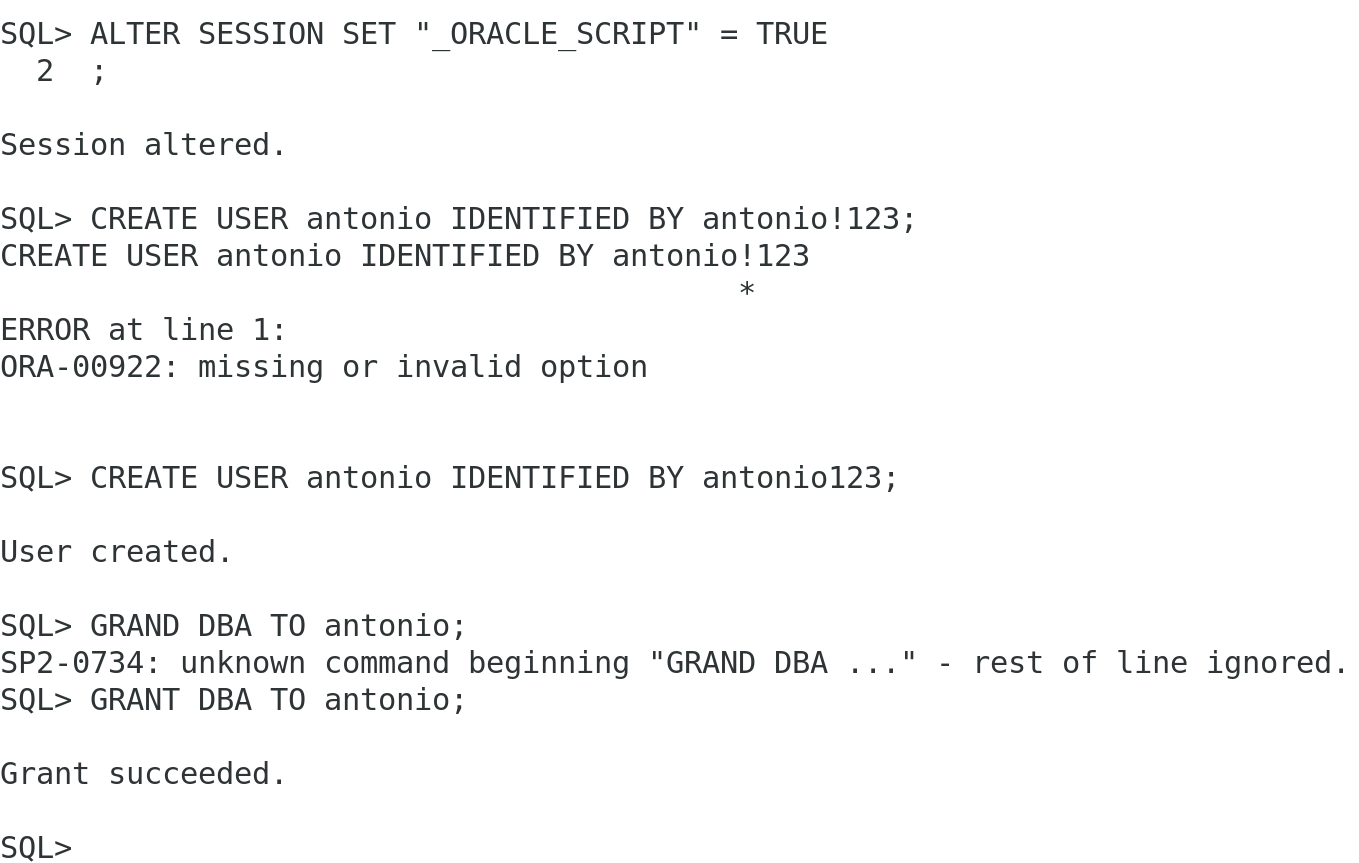 SQL> ALTER SESSION SET "_ORACLE_SCRIPT" = TRUE
  2  ;
Session altered.
SQL> CREATE USER antonio IDENTIFIED BY antonio!123;
CREATE USER antonio IDENTIFIED BY antonio!123
                                         *
ERROR at line 1:
ORA-00922: missing or invalid option
SQL> CREATE USER antonio IDENTIFIED BY antonio123;
User created.
SQL> GRAND DBA TO antonio;
SP2-0734: unknown command beginning "GRAND DBA ..." - rest of line ignored.
SQL> GRANT DBA TO antonio;
Grant succeeded.
SQL>